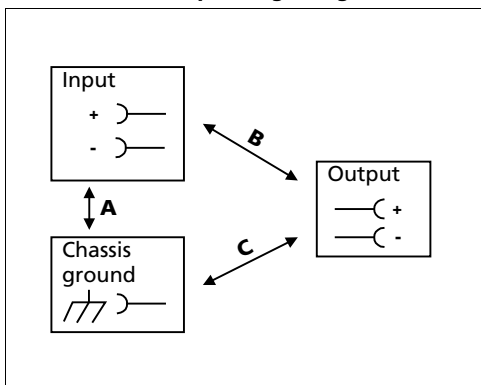 Input
+
-
A
Chassis
ground
B
C
Output
+
-